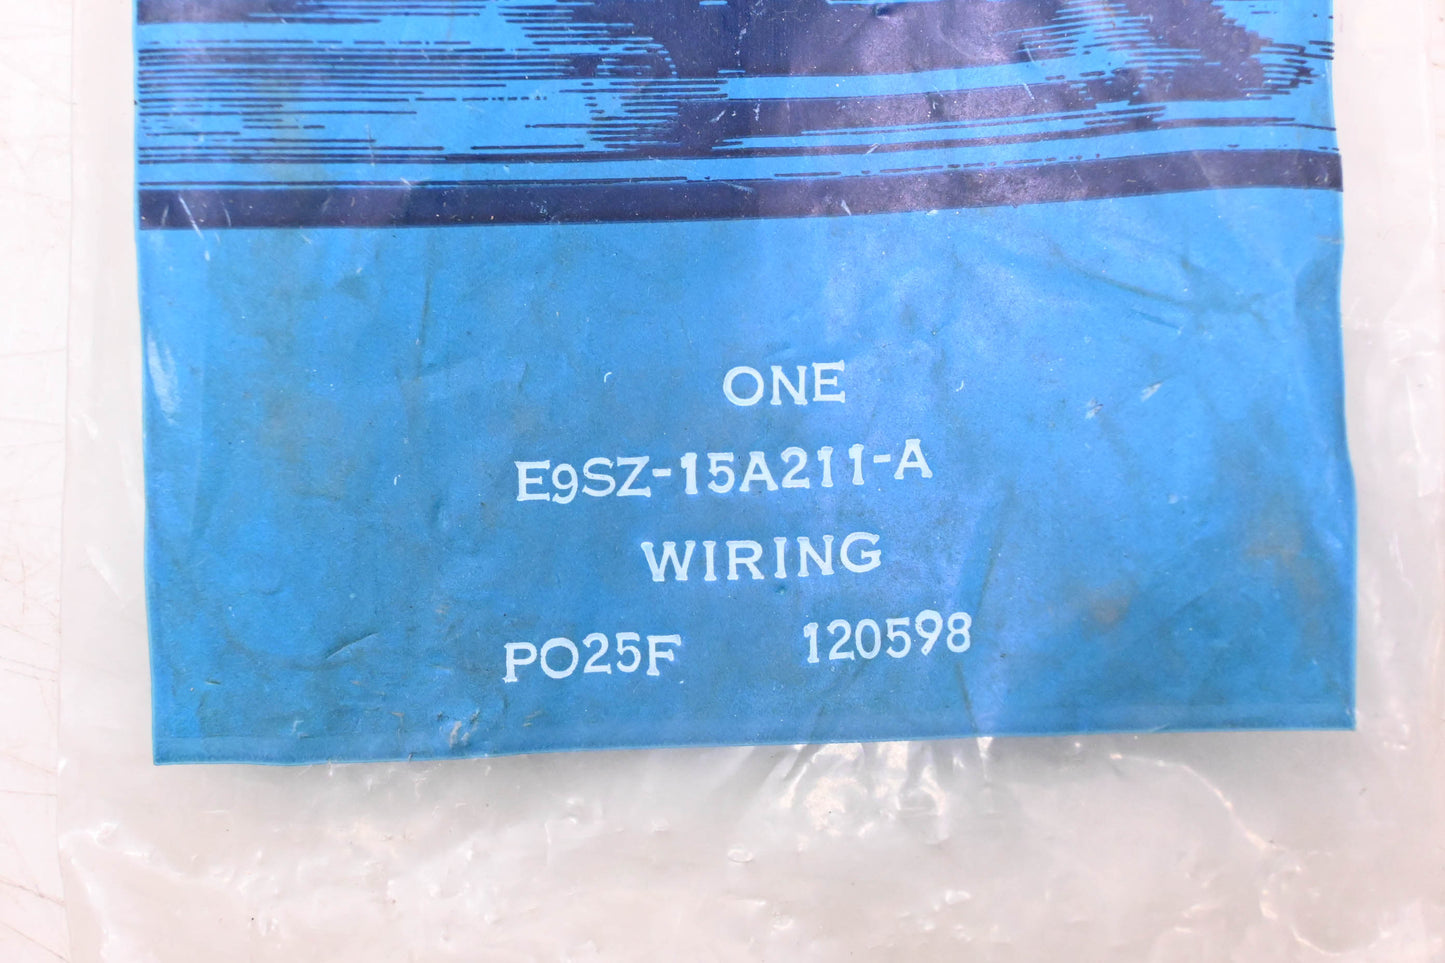 ONE
E9SZ-15A211-A
WIRING
PO25F 120598